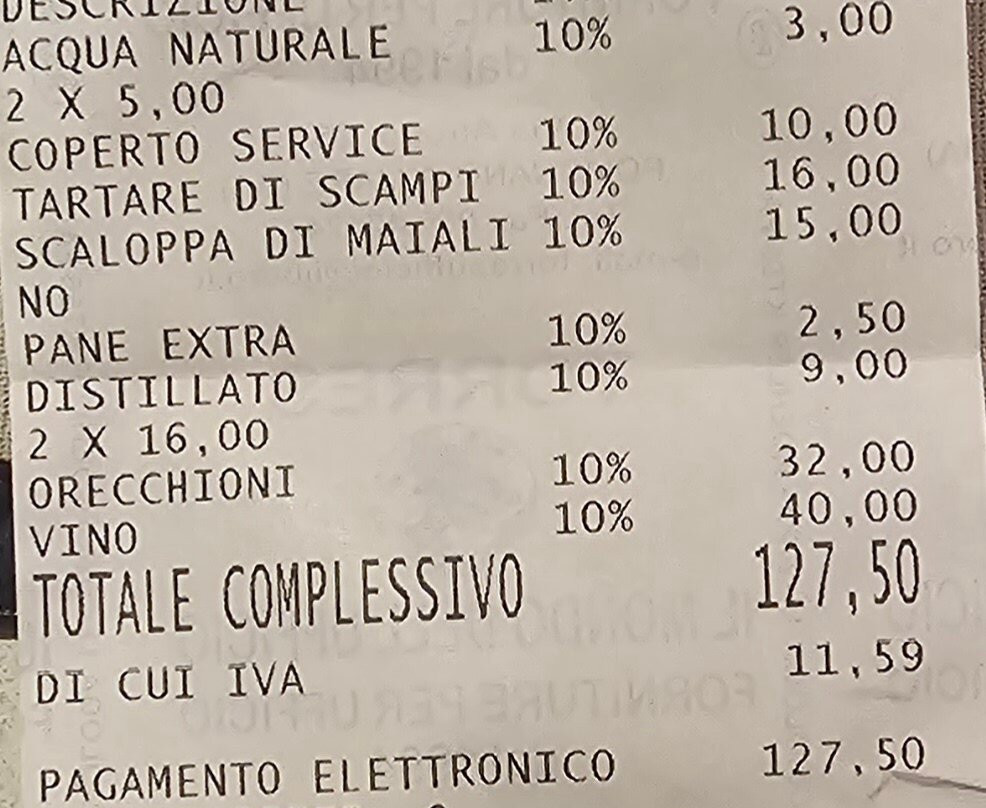 DESCRIZIONE
ACQUA NATURALE 10% 3,00
2 X 5,00
COPERTO SERVICE 10% 10,00
TARTARE DI SCAMPI 10% 16,00
SCALOPPA DI MAIALI 10% 15,00
NO
PANE EXTRA 10% 2,50
DISTILLATO 10% 9,00
2 X 16,00
ORECCHIONI 10% 32,00
VINO 10% 40,00
TOTALE COMPLESSIVO 127,50
DI CUI IVA 11,59
PAGAMENTO ELETTRONICO 127,50